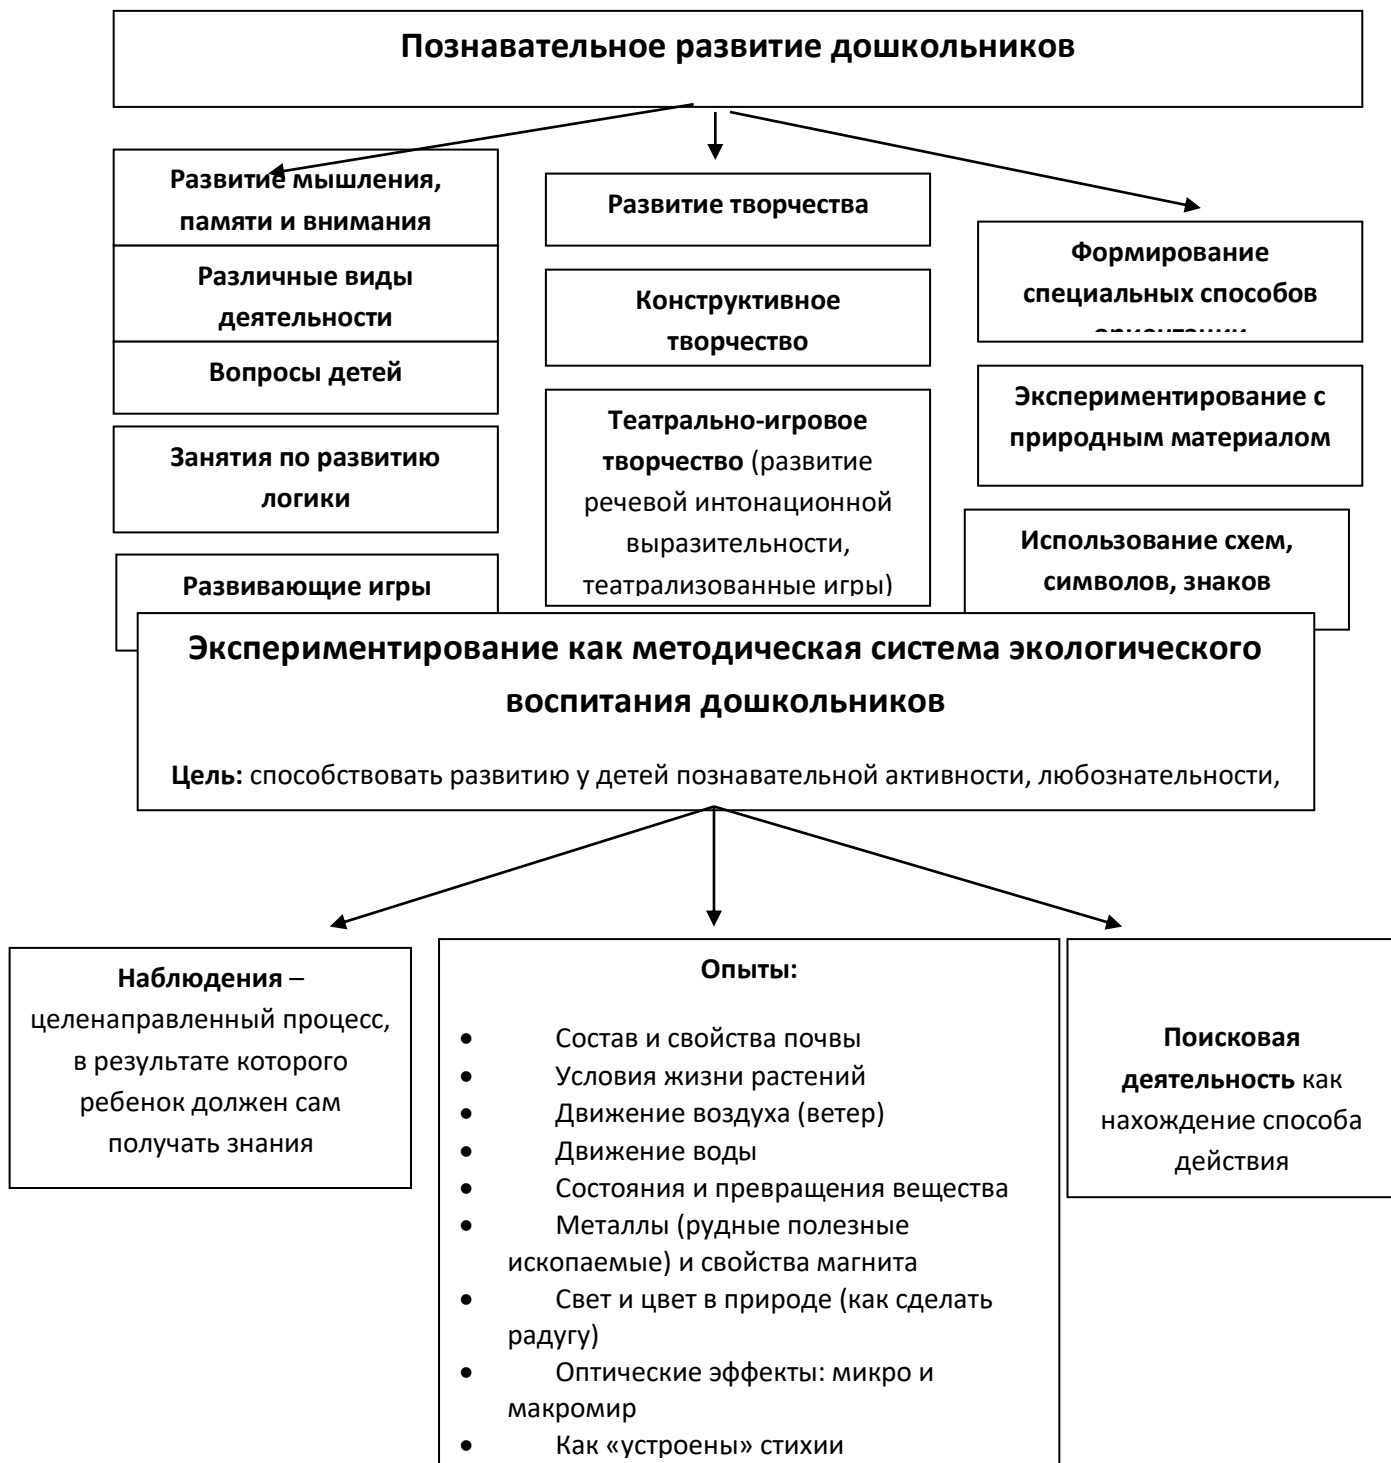 Познавательное развитие дошкольников
Развитие мышления,
памяти и внимания
Различные виды
деятельности
Вопросы детей
Занятия по развитию
логики
Развивающие игры
Развитие творчества
Конструктивное
творчество
Театрально-игровое
творчество (развитие
речевой интонационной
выразительности,
театрализованные игры)
Формирование
специальных способов
ориентации
Экспериментирование с
природным материалом
Использование схем,
символов, знаков
Экспериментирование как методическая система экологического
воспитания дошкольников
Цель: способствовать развитию у детей познавательной активности, любознательности,
Наблюдения –
целенаправленный процесс,
в результате которого
ребенок должен сам
получать знания
Опыты:
• Состав и свойства почвы
• Условия жизни растений
• Движение воздуха (ветер)
• Движение воды
• Состояния и превращения вещества
• Металлы (рудные полезные
ископаемые) и свойства магнита
• Свет и цвет в природе (как сделать
радугу)
• Оптические эффекты: микро и
макромир
• Как «устроены» стихии
Поисковая
деятельность как
нахождение способа
действия